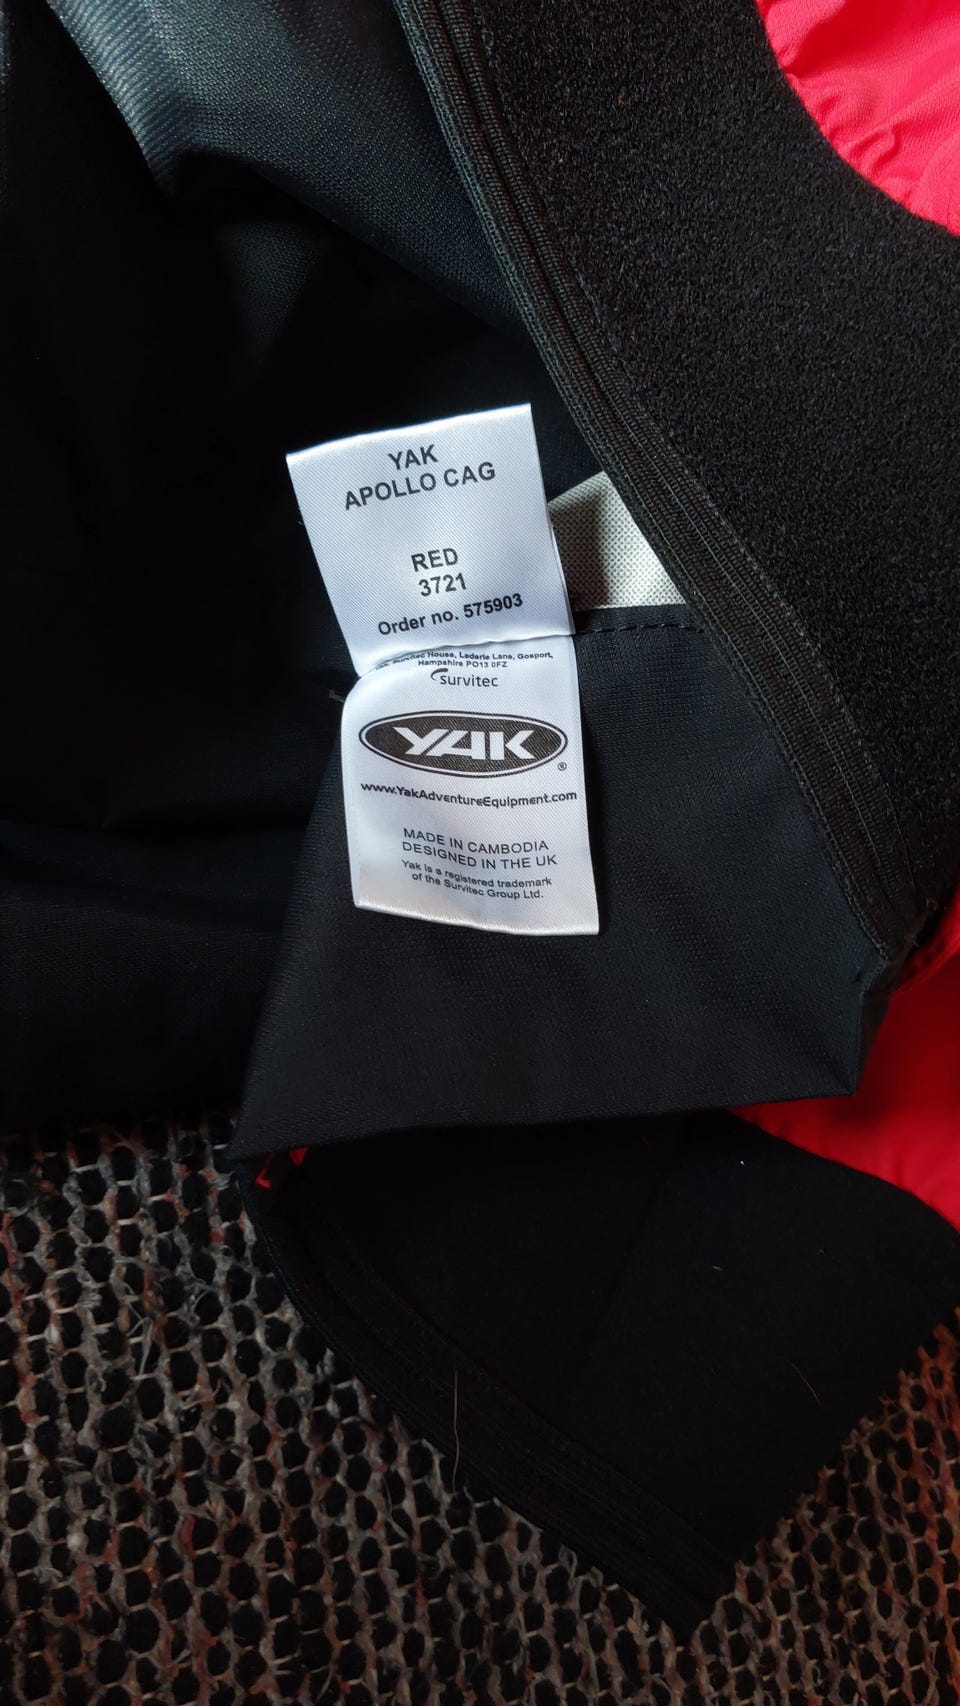 YAK
APOLLO CAG
RED
3721
Order no. 575903
Survitec House, Lederle Lane, Gosport,
Hampshire PO13 0FZ
survitec
YAK
®
www.YakAdventureEquipment.com
MADE IN CAMBODIA
DESIGNED IN THE UK
Yak is a registered trademark
of the Survitec Group Ltd.